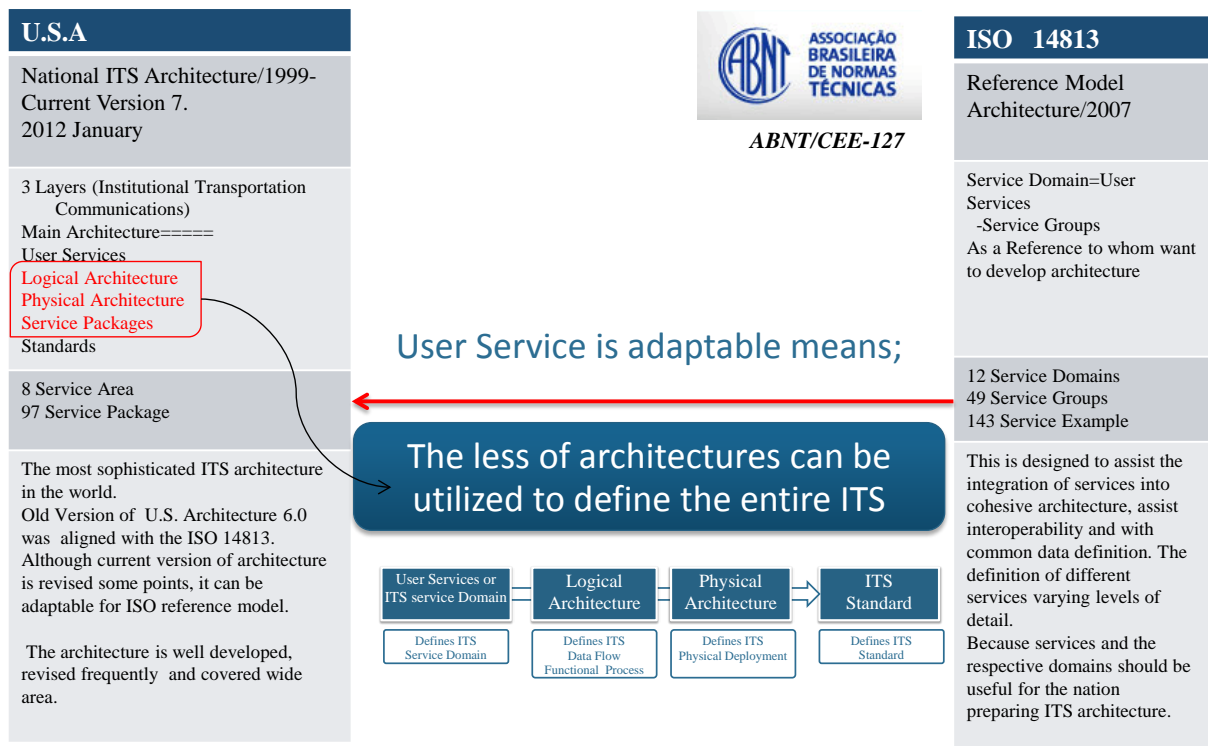 U.S.A
National ITS Architecture/1999-
Current Version 7.
2012 January
3 Layers (Institutional Transportation
Communications)
Main Architecture=====
User Services
Logical Architecture
Physical Architecture
Service Packages
Standards
8 Service Area
97 Service Package
The most sophisticated ITS architecture
in the world.
Old Version of  U.S. Architecture 6.0
was  aligned with the ISO 14813.
Although current version of architecture
is revised some points, it can be
adaptable for ISO reference model.
The architecture is well developed,
revised frequently  and covered wide
area.
ABNT
ASSOCIAÇÃO
BRASILEIRA
DE NORMAS
TÉCNICAS
ABNT/CEE-127
User Service is adaptable means;
The less of architectures can be
utilized to define the entire ITS
User Services or
ITS service Domain
Logical
Architecture
Physical
Architecture
ITS
Standard
Defines ITS
Service Domain
Defines ITS
Data Flow
Functional  Process
Defines ITS
Physical Deployment
Defines ITS
Standard
ISO   14813
Reference Model
Architecture/2007
Service Domain=User
Services
-Service Groups
As a Reference to whom want
to develop architecture
12 Service Domains
49 Service Groups
143 Service Example
This is designed to assist the
integration of services into
cohesive architecture, assist
interoperability and with
common data definition. The
definition of different
services varying levels of
detail.
Because services and the
respective domains should be
useful for the nation
preparing ITS architecture.